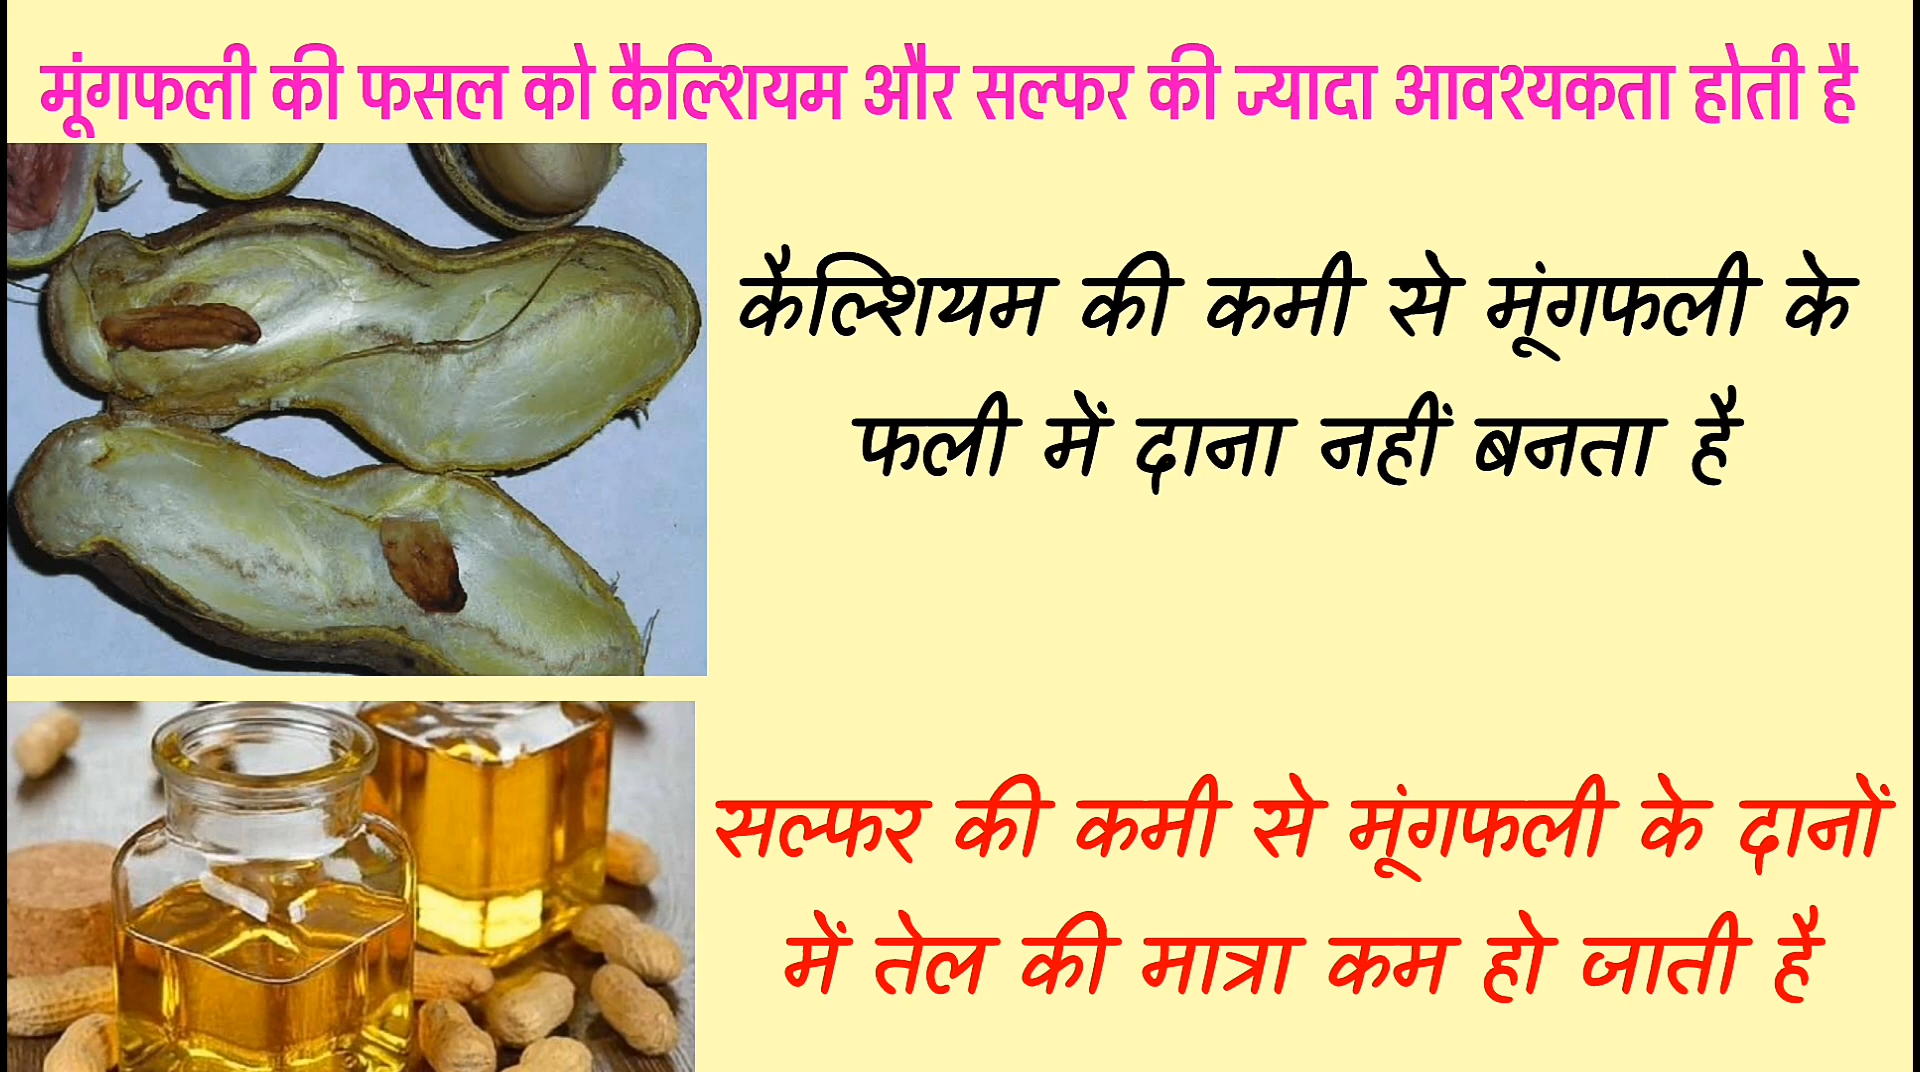 मूंगफली की फसल को कैल्शियम और सल्फर की ज्यादा आवश्यकता होती है
कैल्शियम की कमी से मूंगफली के
फली में दाना नहीं बनता है
सल्फर की कमी से मूंगफली के दानों
में तेल की मात्रा कम हो जाती है